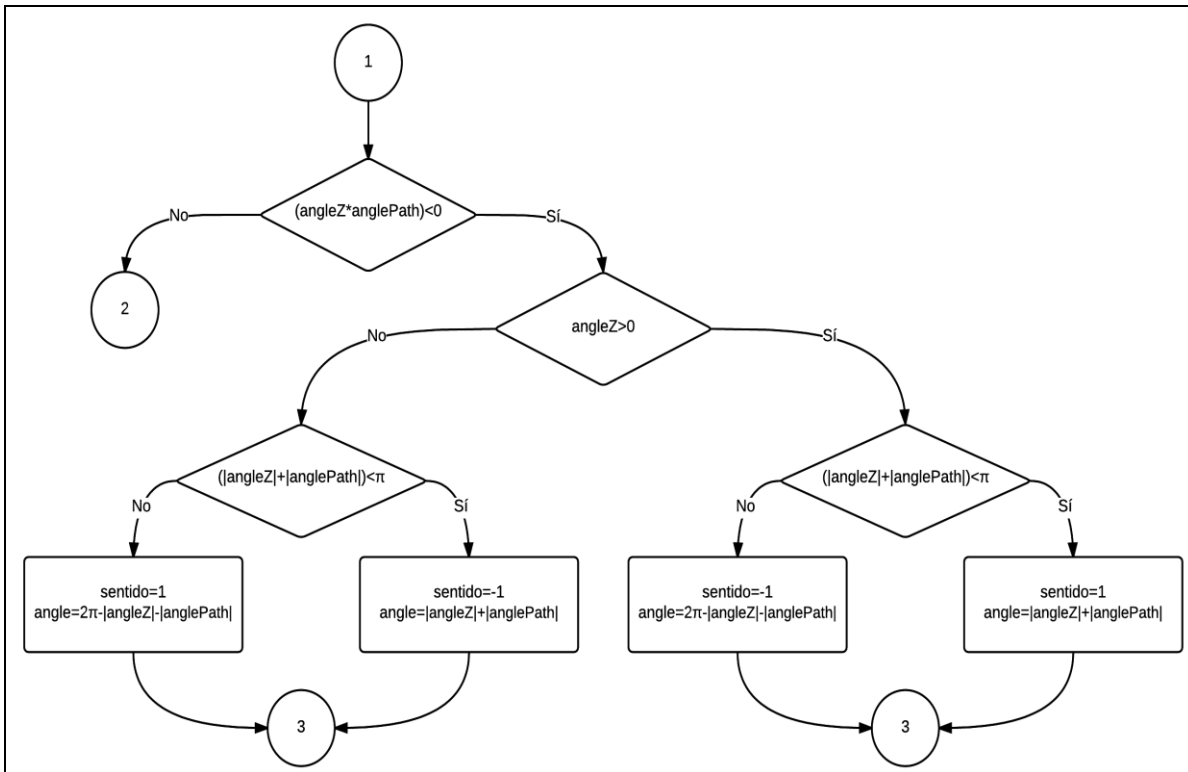 1
(angleZ*anglePath)<0
No
Sí
2
angleZ>0
No
Sí
(|angleZ|+|anglePath|)<π
(|angleZ|+|anglePath|)<π
No
Sí
No
Sí
sentido=1
angle=2π-|angleZ|-|anglePath|
sentido=-1
angle=|angleZ|+|anglePath|
sentido=-1
angle=2π-|angleZ|-|anglePath|
sentido=1
angle=|angleZ|+|anglePath|
3
3